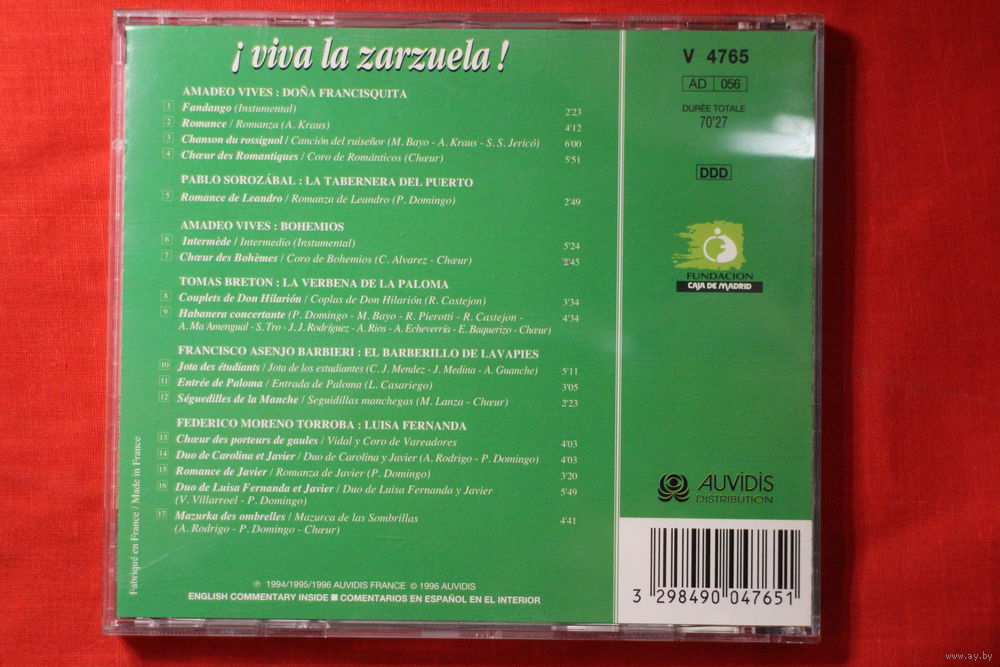 ¡ viva la zarzuela !
AMADEO VIVES : DOÑA FRANCISQUITA
1 Fandango (Instumental) 2'23
2 Romance / Romanza (A. Kraus) 4'12
3 Chanson du rossignol / Canción del ruiseñor (M. Bayo - A. Kraus - S. S. Jericó) 6'00
4 Chœur des Romantiques / Coro de Románticos (Chœur) 5'51
PABLO SOROZÁBAL : LA TABERNERA DEL PUERTO
5 Romance de Leandro / Romanza de Leandro (P. Domingo) 2'49
AMADEO VIVES : BOHEMIOS
6 Intermède / Intermedio (Instumental) 5'24
7 Chœur des Bohèmes / Coro de Bohemios (C. Alvarez - Chœur) 2'45
TOMAS BRETON : LA VERBENA DE LA PALOMA
8 Couplets de Don Hilarión / Coplas de Don Hilarión (R. Castejon) 3'34
9 Habanera concertante (P. Domingo - M. Bayo - R. Pierotti - R. Castejon - 4'34
A. Ma Amengual - S. Tro - J. J. Rodríguez - A. Rios - A. Echeverría - E. Baquerizo - Chœur)
FRANCISCO ASENJO BARBIERI : EL BARBERILLO DE LAVAPIES
10 Jota des étudiants / Jota de los estudiantes (C. J. Mendez - J. Medina - A. Guanche) 5'11
11 Entrée de Paloma / Entrada de Paloma (L. Casariego) 3'05
12 Séguedilles de la Manche / Seguidillas manchegas (M. Lanza - Chœur) 2'23
FEDERICO MORENO TORROBA : LUISA FERNANDA
13 Chœur des porteurs de gaules / Vidal y Coro de Vareadores 4'03
14 Duo de Carolina et Javier / Duo de Carolina y Javier (A. Rodrigo - P. Domingo) 4'03
15 Romance de Javier / Romanza de Javier (P. Domingo) 3'20
16 Duo de Luisa Fernanda et Javier / Duo de Luisa Fernanda y Javier 5'49
(V. Villarroel - P. Domingo)
17 Mazurka des ombrelles / Mazurca de las Sombrillas 4'41
(A. Rodrigo - P. Domingo - Chœur)
℗ 1994/1995/1996 AUVIDIS FRANCE © 1996 AUVIDIS
ENGLISH COMMENTARY INSIDE ■ COMENTARIOS EN ESPAÑOL EN EL INTERIOR
Fabriqué en France / Made in France
V 4765
AD 056
DURÉE TOTALE
70'27
DDD
FUNDACION
CAJA DE MADRID
AUVIDIS
DISTRIBUTION
3 298490 047651
www.ay.by